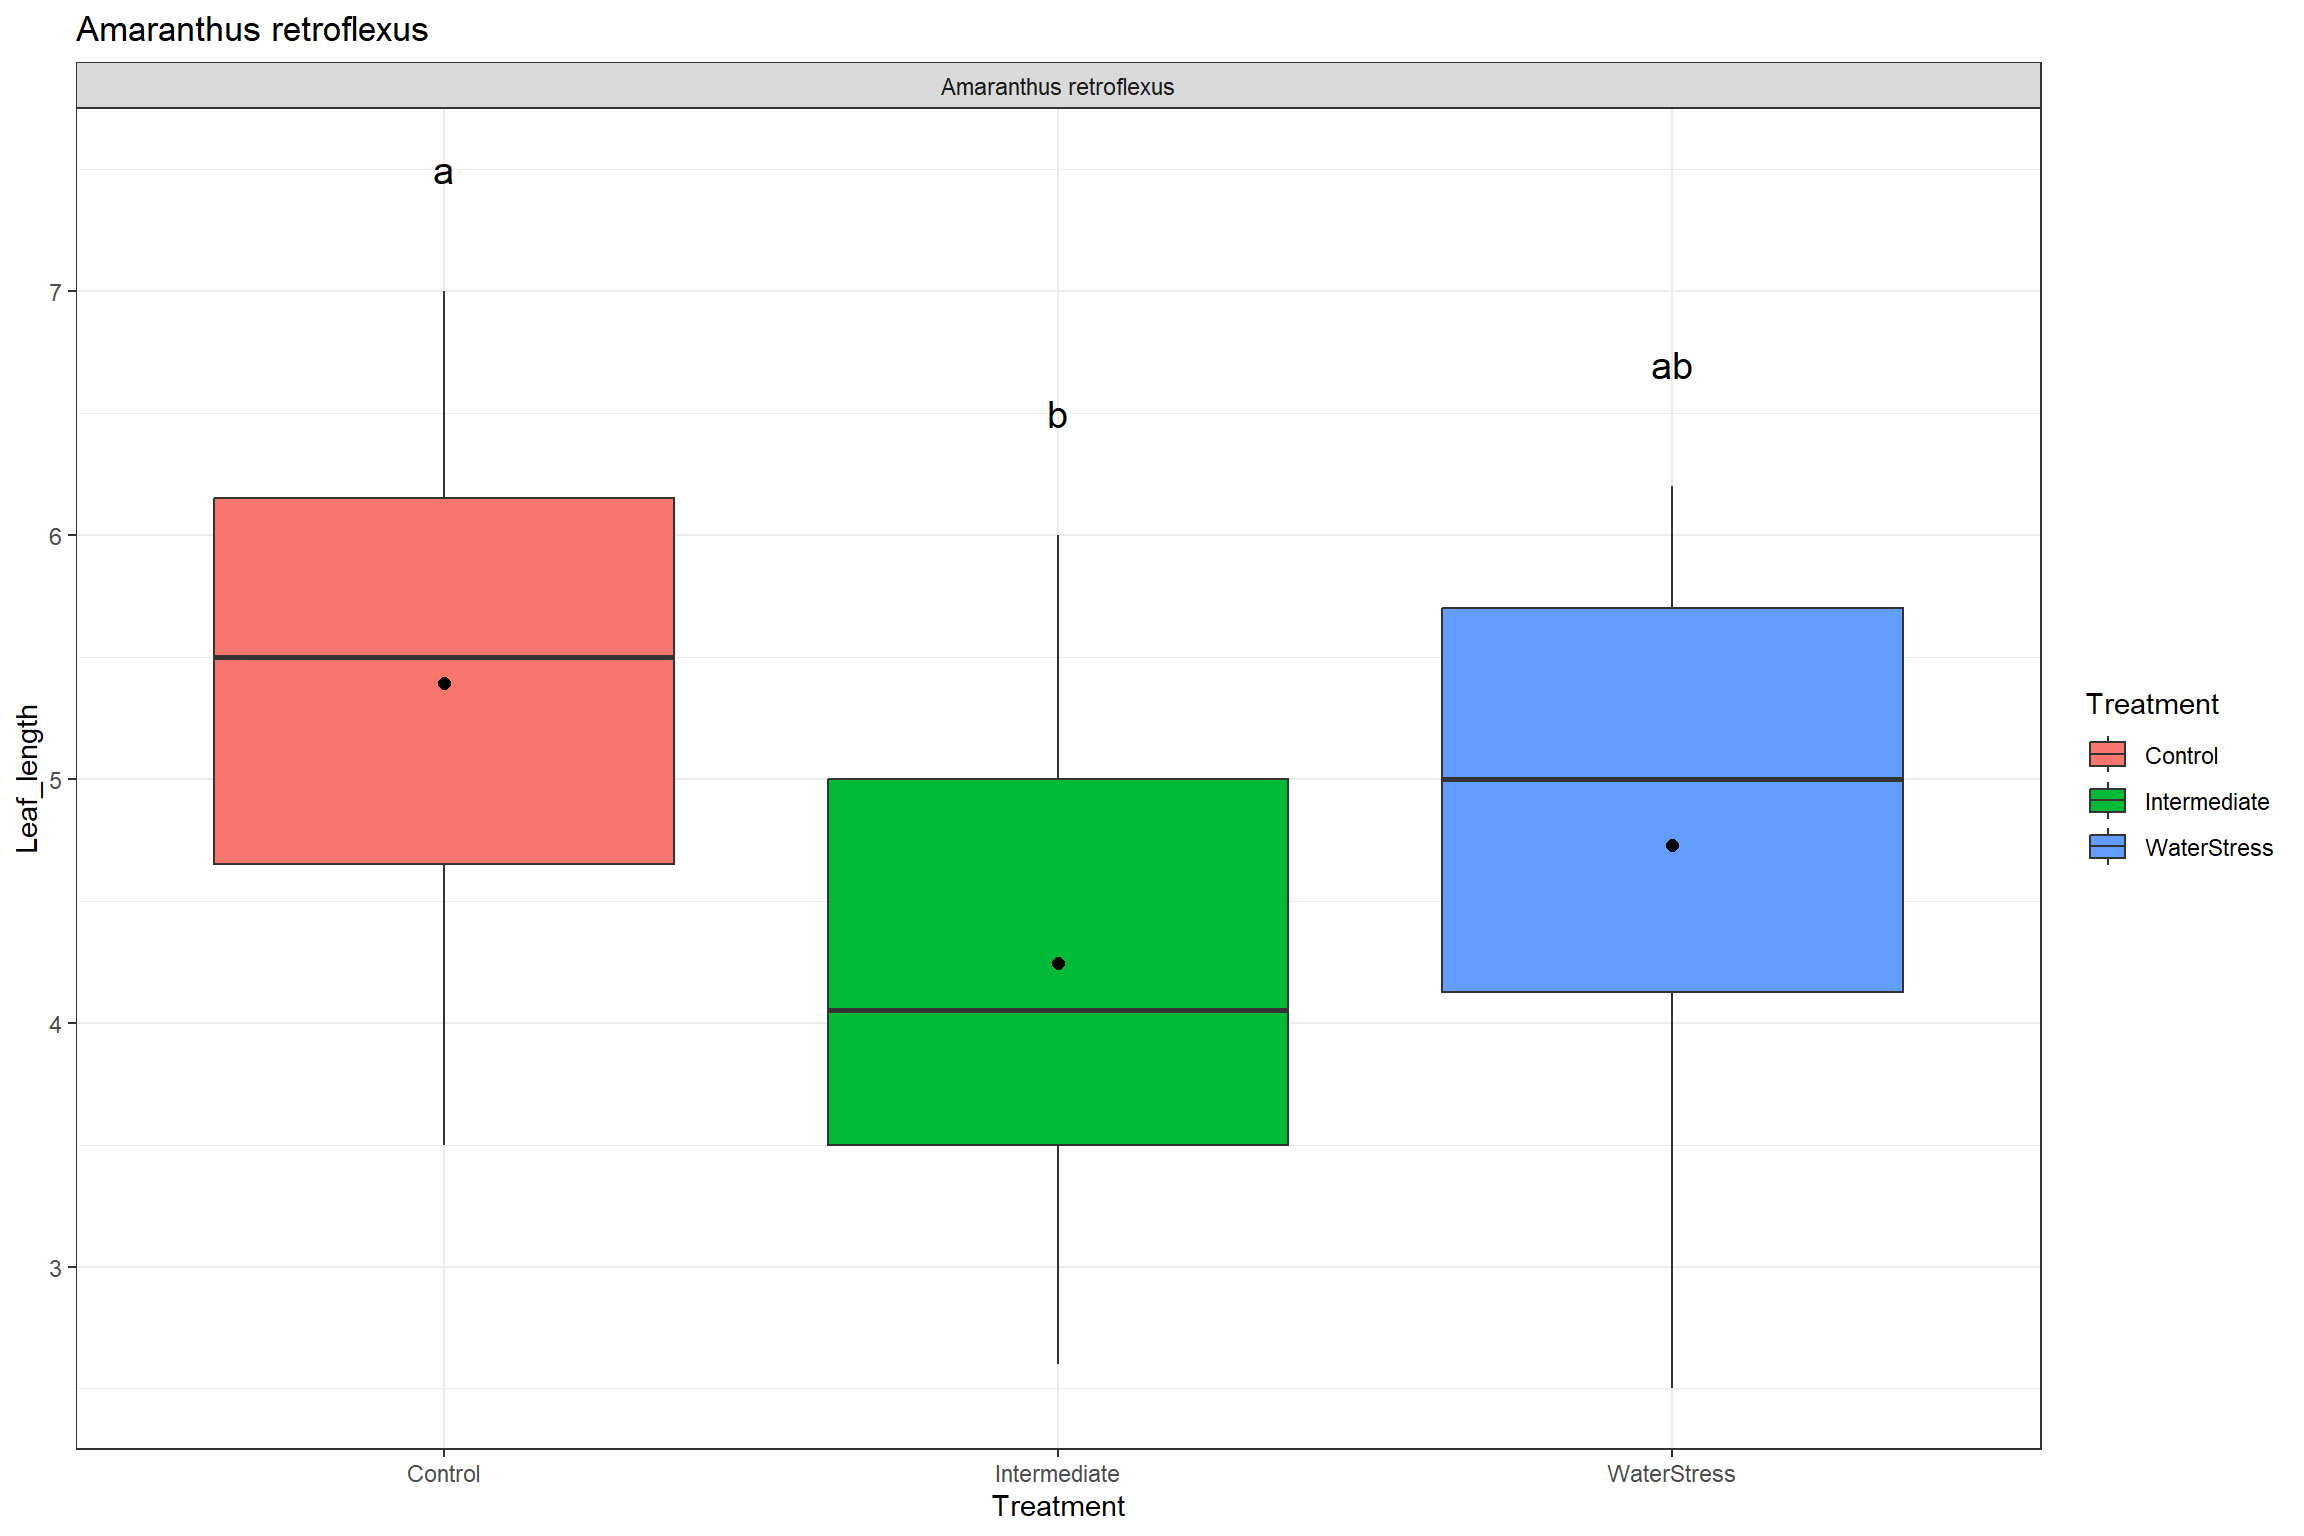 Amaranthus retroflexus
Amaranthus retroflexus
a
b
ab
7
6
5
4
3
Leaf_length
Control
Intermediate
WaterStress
Treatment
Treatment
Control
Intermediate
WaterStress